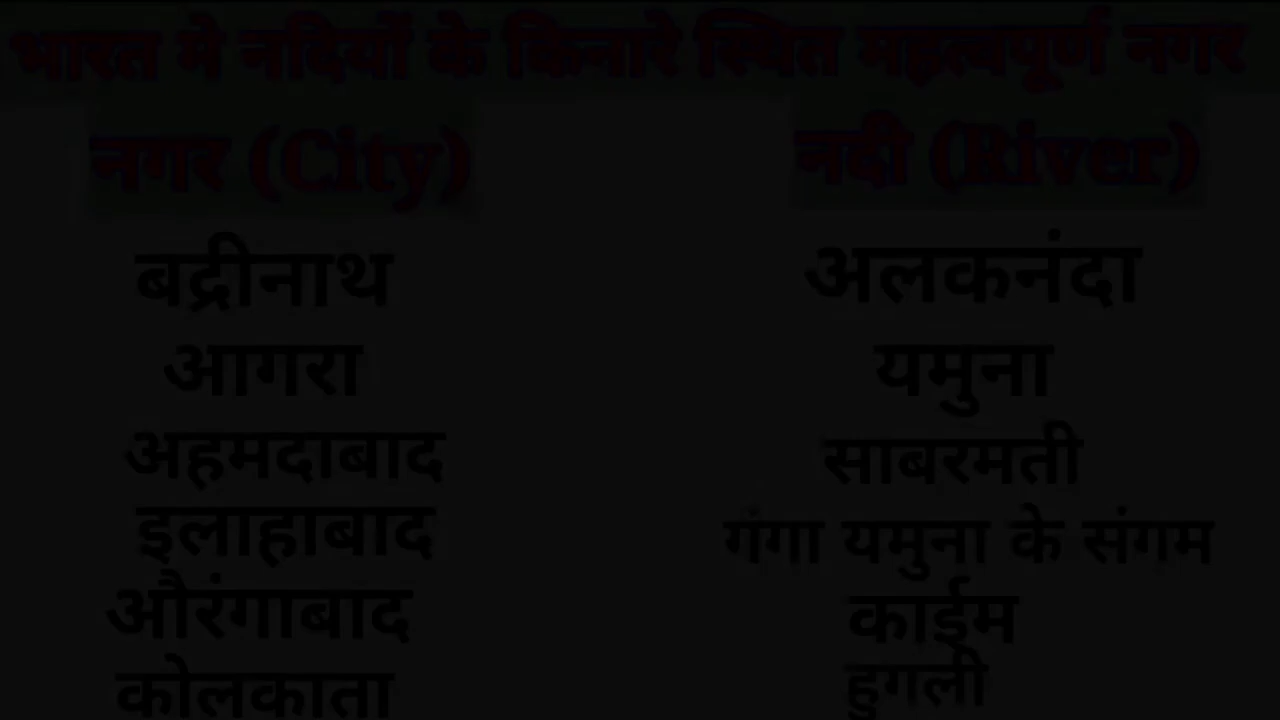 भारत मे नदियों के किनारे स्थित महत्वपूर्ण नगर
नगर (City) नदी (River)
बद्रीनाथ अलकनंदा
आगरा यमुना
अहमदाबाद साबरमती
इलाहाबाद गंगा यमुना के संगम
औरंगाबाद काईम
कोलकाता हुगली